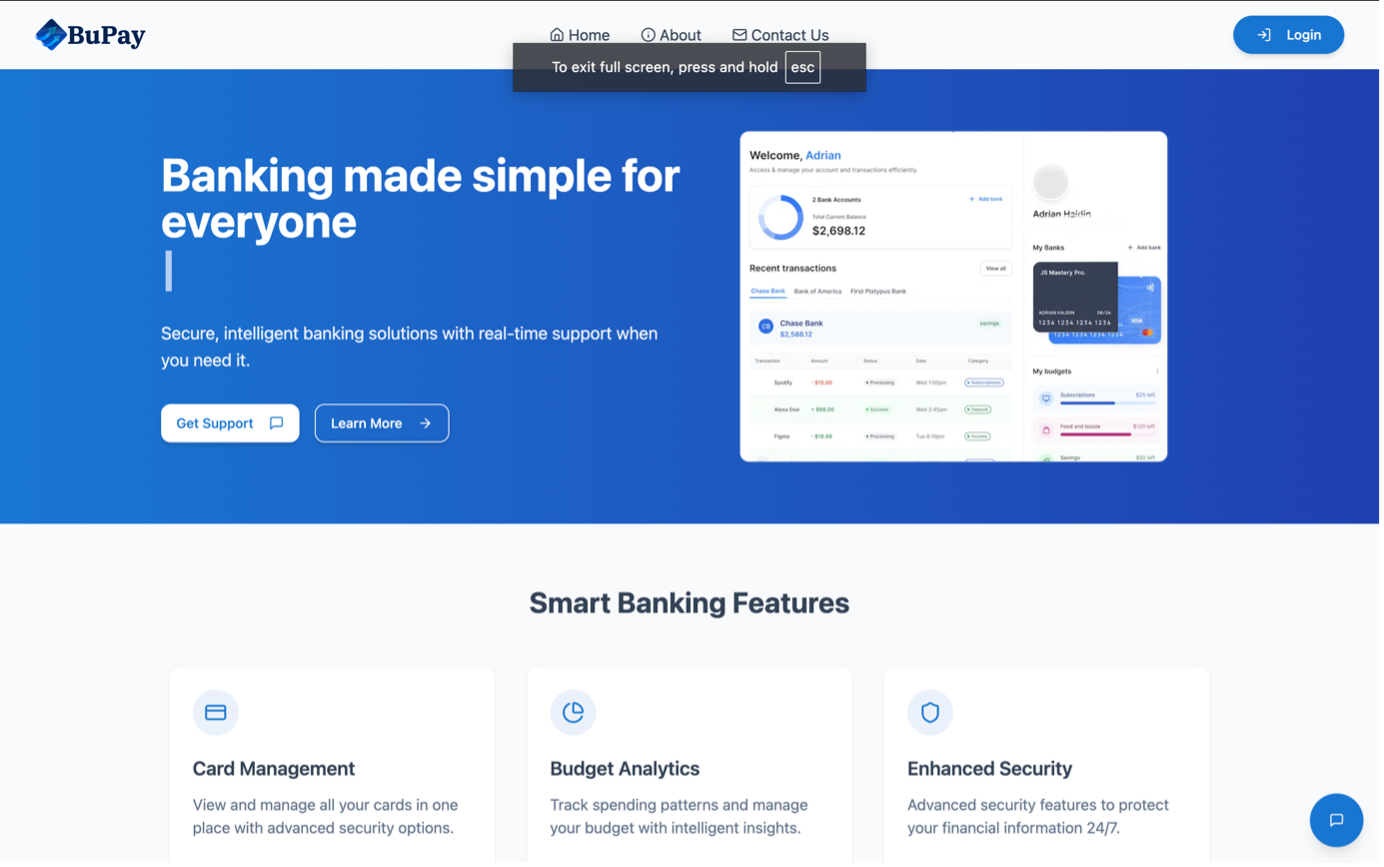 BuPay
Home
About
Contact Us
Login
To exit full screen, press and hold esc
Banking made simple for
everyone
Secure, intelligent banking solutions with real-time support when
you need it.
Get Support
Learn More
Welcome, Adrian
Access & manage your account and transactions efficiently.
2 Bank Accounts
+ Add bank
Total Current Balance
$2,698.12
Recent transactions
View all
Chase Bank
Bank of America
First Platypus Bank
CB
Chase Bank
savings
$2,588.12
Transaction Amount Status Date Category
Spotify - $15.00 Processing Wed 1:00pm Subscriptions
Alexa Doe + $88.00 Success Wed 2:45am Deposit
Figma - $18.99 Processing Tue 6:10pm Income
Adrian Hajdin
My Banks
+ Add bank
JS Mastery Pro.
ADRIAN HAJDIN 06/24
1234 1234 1234 1234
VISA
1234 1234 1234 1234
My budgets
Subscriptions $25 left
Food and booze $120 left
Savings $50 left
Smart Banking Features
Card Management
View and manage all your cards in one
place with advanced security options.
Budget Analytics
Track spending patterns and manage
your budget with intelligent insights.
Enhanced Security
Advanced security features to protect
your financial information 24/7.